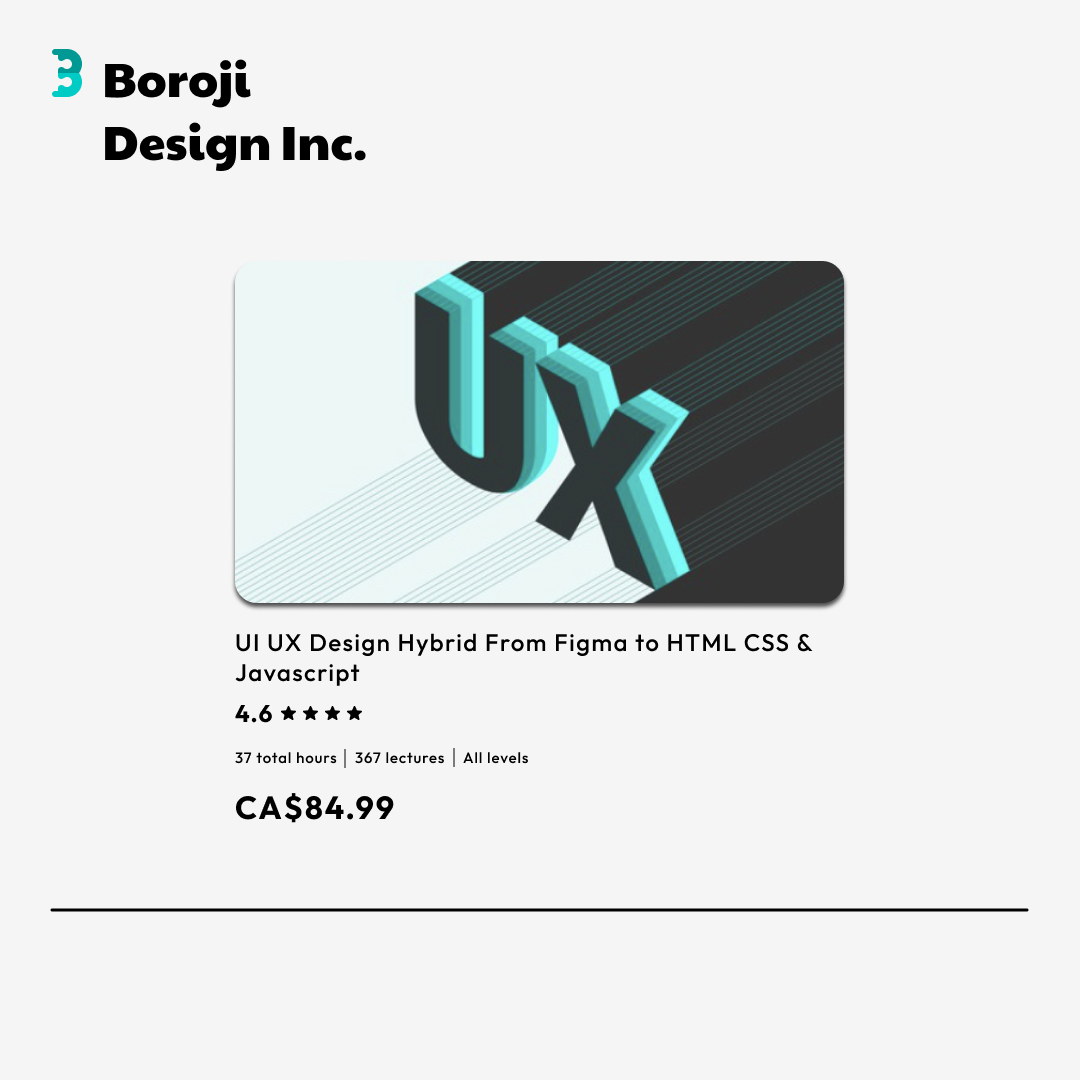 Boroji
Design Inc.
UX
UI UX Design Hybrid From Figma to HTML CSS &
Javascript
4.6 ★ ★ ★ ★
37 total hours | 367 lectures | All levels
CA$84.99